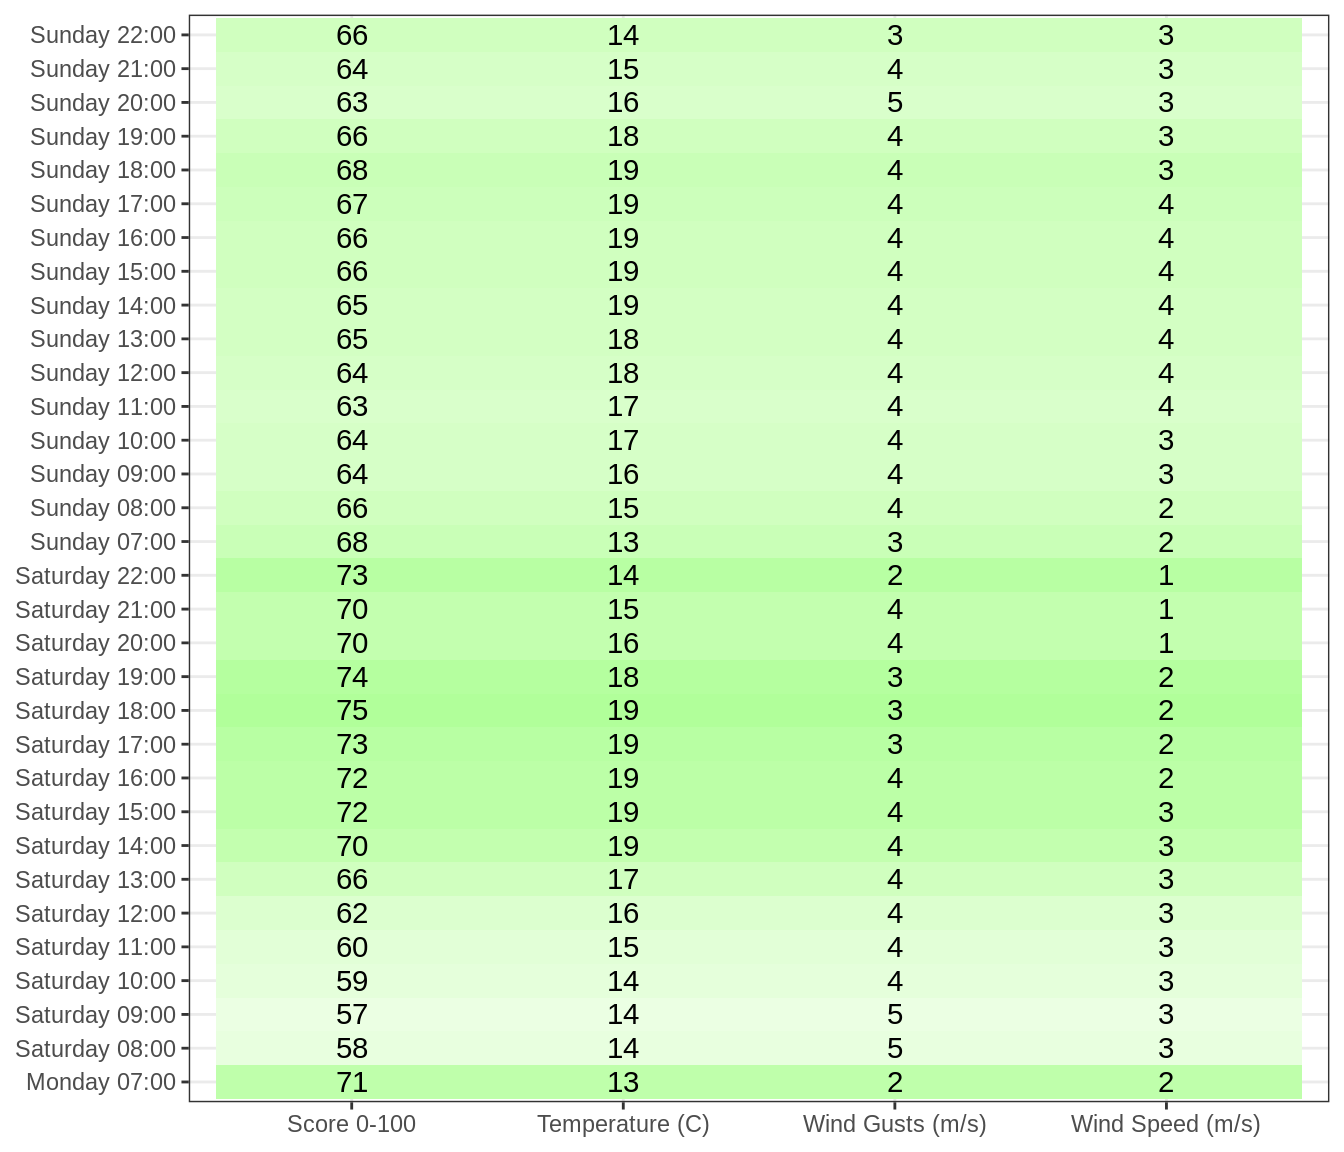 Sunday 22:00 66 14 3 3
Sunday 21:00 64 15 4 3
Sunday 20:00 63 16 5 3
Sunday 19:00 66 18 4 3
Sunday 18:00 68 19 4 3
Sunday 17:00 67 19 4 4
Sunday 16:00 66 19 4 4
Sunday 15:00 66 19 4 4
Sunday 14:00 65 19 4 4
Sunday 13:00 65 18 4 4
Sunday 12:00 64 18 4 4
Sunday 11:00 63 17 4 4
Sunday 10:00 64 17 4 3
Sunday 09:00 64 16 4 3
Sunday 08:00 66 15 4 2
Sunday 07:00 68 13 3 2
Saturday 22:00 73 14 2 1
Saturday 21:00 70 15 4 1
Saturday 20:00 70 16 4 1
Saturday 19:00 74 18 3 2
Saturday 18:00 75 19 3 2
Saturday 17:00 73 19 3 2
Saturday 16:00 72 19 4 2
Saturday 15:00 72 19 4 3
Saturday 14:00 70 19 4 3
Saturday 13:00 66 17 4 3
Saturday 12:00 62 16 4 3
Saturday 11:00 60 15 4 3
Saturday 10:00 59 14 4 3
Saturday 09:00 57 14 5 3
Saturday 08:00 58 14 5 3
Monday 07:00 71 13 2 2
Score 0-100 Temperature (C) Wind Gusts (m/s) Wind Speed (m/s)